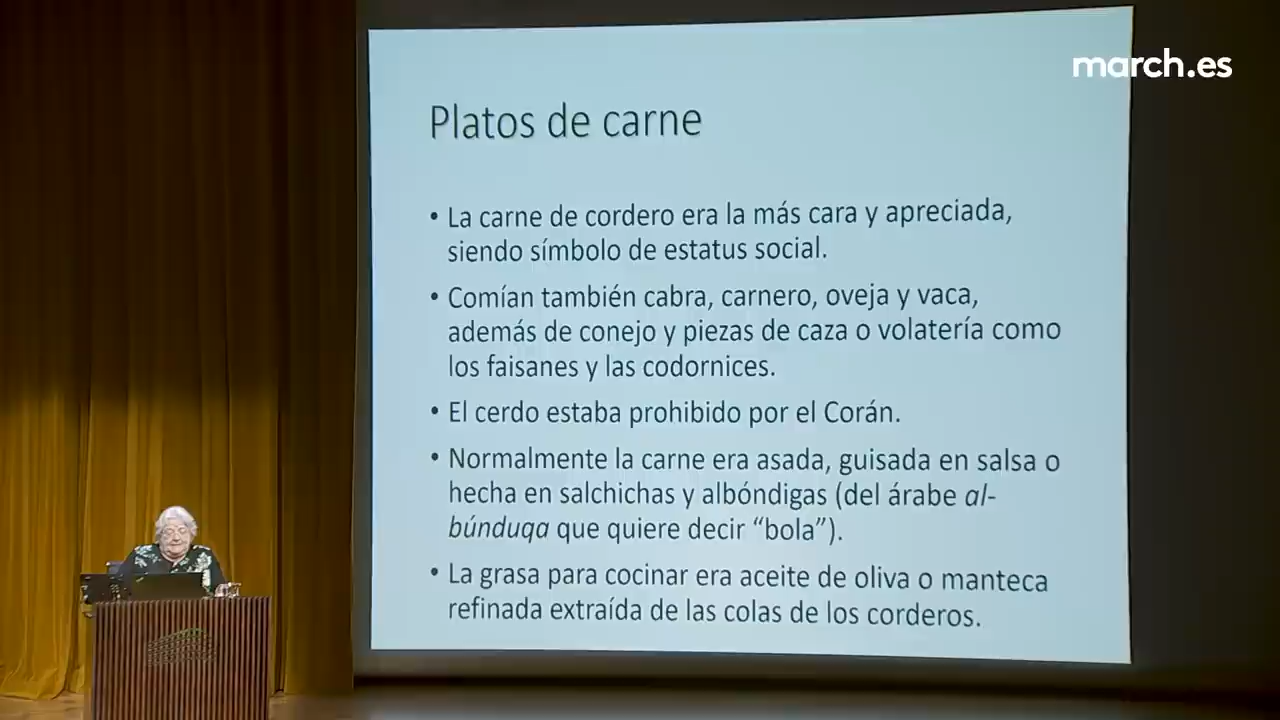 march.es
Platos de carne
• La carne de cordero era la más cara y apreciada,
siendo símbolo de estatus social.
• Comían también cabra, carnero, oveja y vaca,
además de conejo y piezas de caza o volatería como
los faisanes y las codornices.
• El cerdo estaba prohibido por el Corán.
• Normalmente la carne era asada, guisada en salsa o
hecha en salchichas y albóndigas (del árabe al-
búnduqa que quiere decir “bola”).
• La grasa para cocinar era aceite de oliva o manteca
refinada extraída de las colas de los corderos.